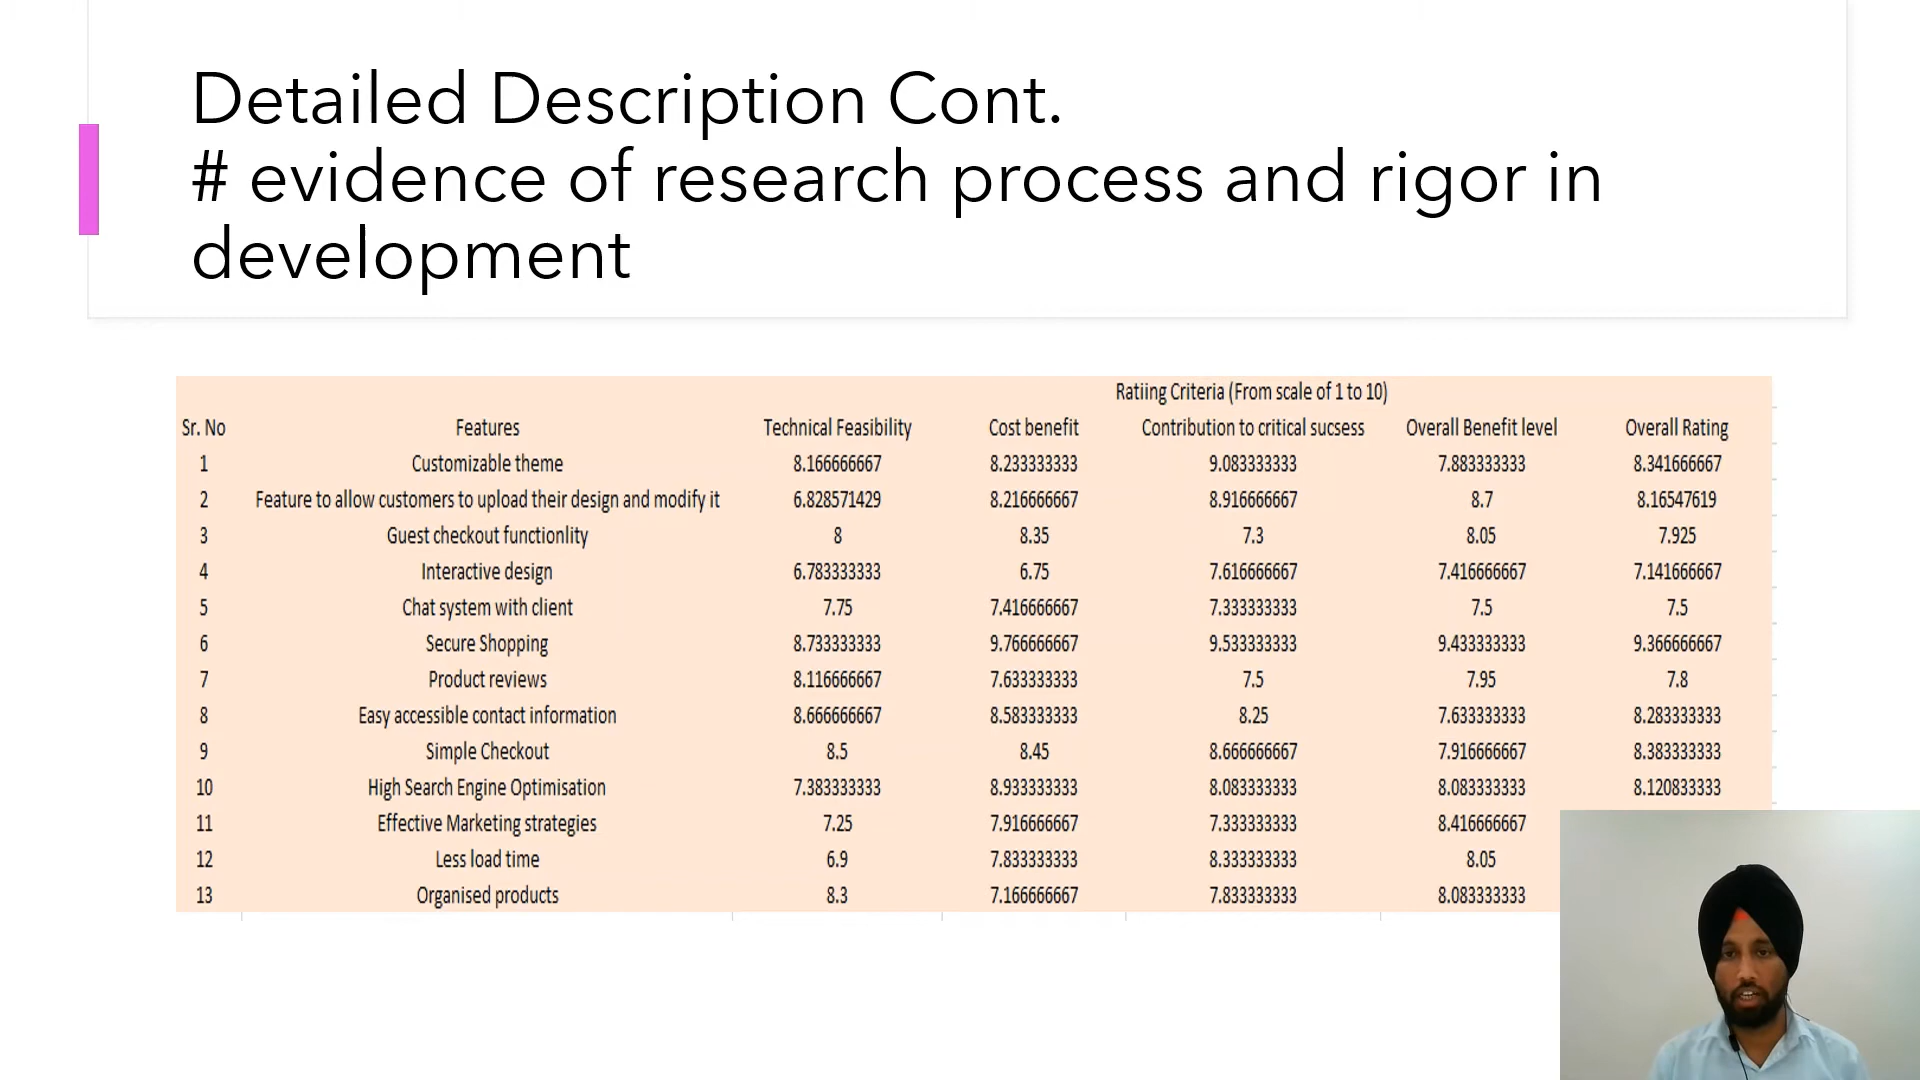 Detailed Description Cont.
# evidence of research process and rigor in
development
Ratiing Criteria (From scale of 1 to 10)
Sr. No Features Technical Feasibility Cost benefit Contribution to critical sucsess Overall Benefit level Overall Rating
1 Customizable theme 8.166666667 8.233333333 9.083333333 7.883333333 8.341666667
2 Feature to allow customers to upload their design and modify it 6.828571429 8.216666667 8.916666667 8.7 8.16547619
3 Guest checkout functionlity 8 8.35 7.3 8.05 7.925
4 Interactive design 6.783333333 6.75 7.616666667 7.416666667 7.141666667
5 Chat system with client 7.75 7.416666667 7.333333333 7.5 7.5
6 Secure Shopping 8.733333333 9.766666667 9.533333333 9.433333333 9.366666667
7 Product reviews 8.116666667 7.633333333 7.5 7.95 7.8
8 Easy accessible contact information 8.666666667 8.583333333 8.25 7.633333333 8.283333333
9 Simple Checkout 8.5 8.45 8.666666667 7.916666667 8.383333333
10 High Search Engine Optimisation 7.383333333 8.933333333 8.083333333 8.083333333 8.120833333
11 Effective Marketing strategies 7.25 7.916666667 7.333333333 8.416666667
12 Less load time 6.9 7.833333333 8.333333333 8.05
13 Organised products 8.3 7.166666667 7.833333333 8.083333333